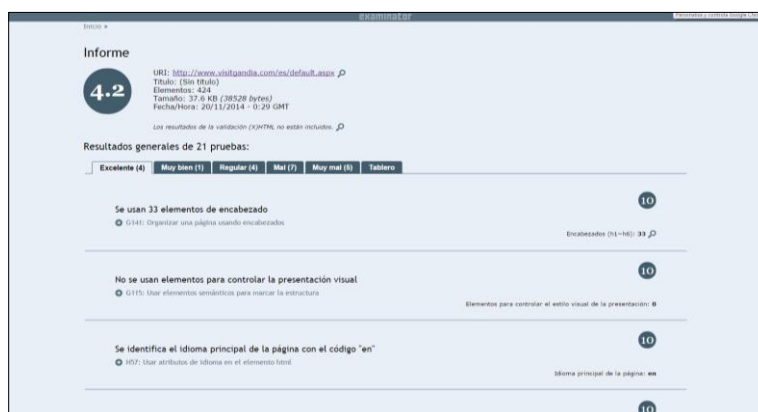 examinator
Personaliza y controla Google Chro
Inicio »
Informe
4.2
URI: http://www.visitgandia.com/es/default.aspx
Título: (Sin título)
Elementos: 424
Tamaño: 37.6 KB (38528 bytes)
Fecha/Hora: 20/11/2014 - 0:29 GMT
Los resultados de la validación (X)HTML no están incluidos.
Resultados generales de 21 pruebas:
Excelente (4) Muy bien (1) Regular (4) Mal (7) Muy mal (5) Tablero
10
Se usan 33 elementos de encabezado
G141: Organizar una página usando encabezados
Encabezados (h1~h6): 33
10
No se usan elementos para controlar la presentación visual
G115: Usar elementos semánticos para marcar la estructura
Elementos para controlar el estilo visual de la presentación: 0
10
Se identifica el idioma principal de la página con el código "en"
H57: Usar atributos de idioma en el elemento html
Idioma principal de la página: en
10